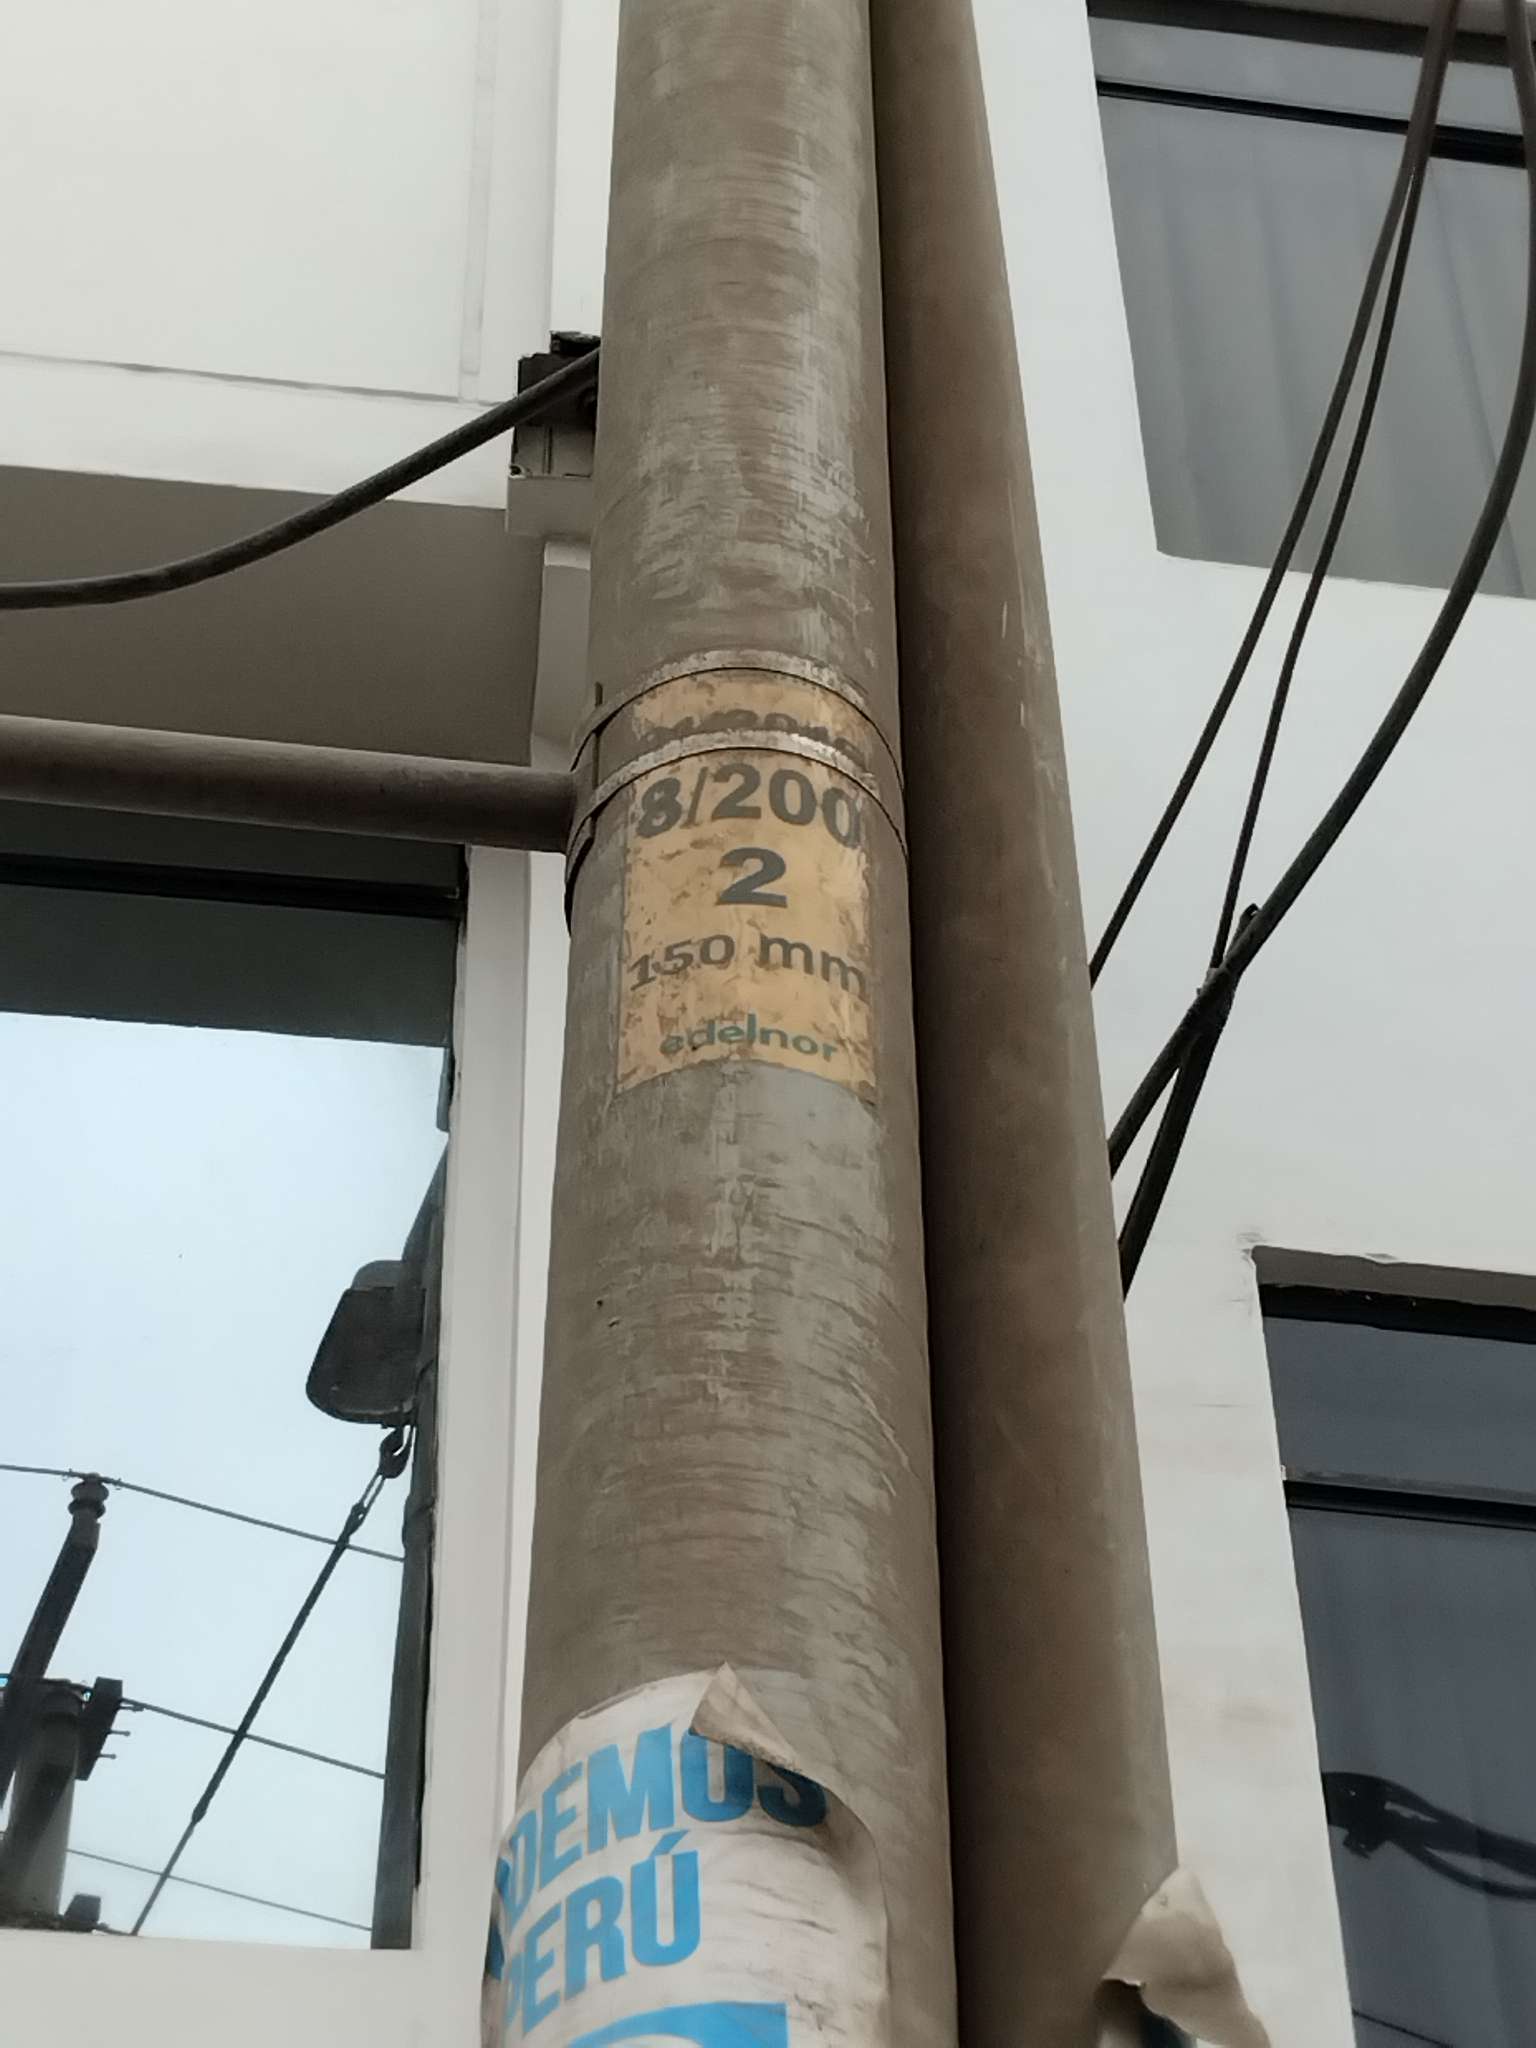 8/200
2
150 mm
edelnor
DEMOS
PERÚ